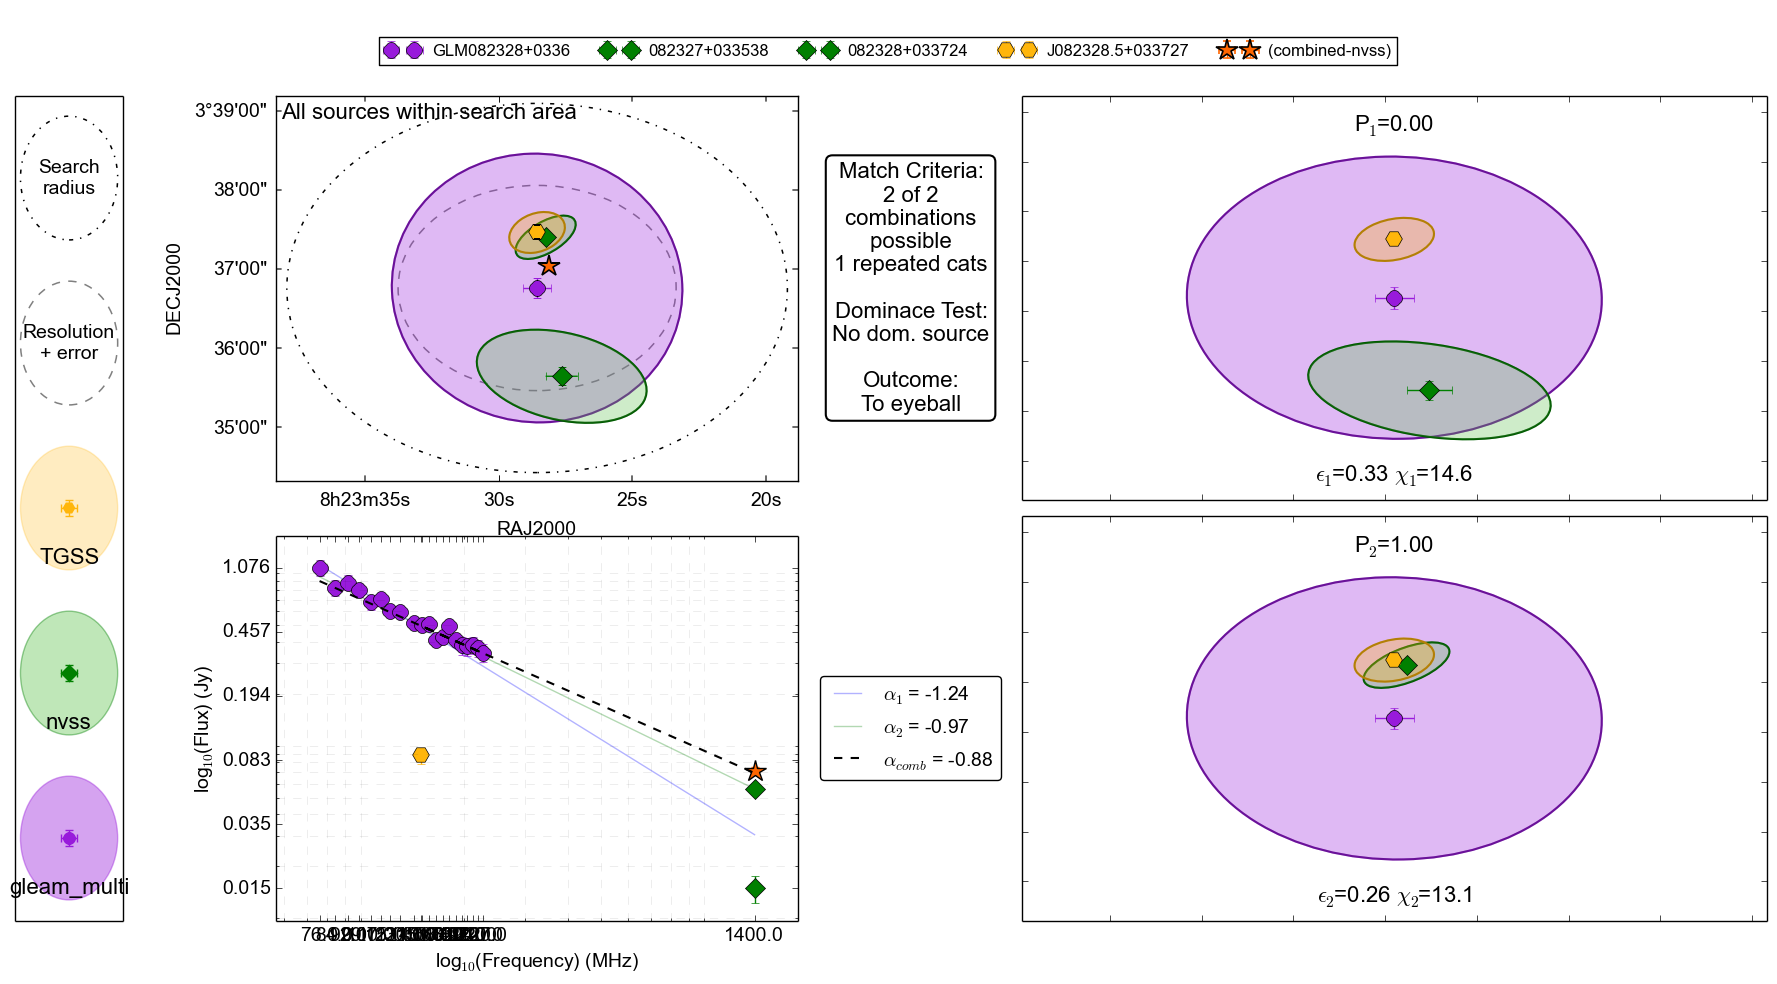 GLM082328+0336 082327+033538 082328+033724 J082328.5+033727 (combined-nvss)
Search
radius
Resolution
+ error
TGSS
nvss
gleam_multi
All sources within search area
3°39'00"
38'00"
37'00"
36'00"
35'00"
DECJ2000
8h23m35s 30s 25s 20s
RAJ2000
Match Criteria:
2 of 2
combinations
possible
1 repeated cats
Dominace Test:
No dom. source
Outcome:
To eyeball
P1=0.00
ϵ1=0.33 χ1=14.6
1.076
0.457
0.194
0.083
0.035
0.015
log10(Flux) (Jy)
1400.0
log10(Frequency) (MHz)
α1 = -1.24
α2 = -0.97
αcomb = -0.88
P2=1.00
ϵ2=0.26 χ2=13.1